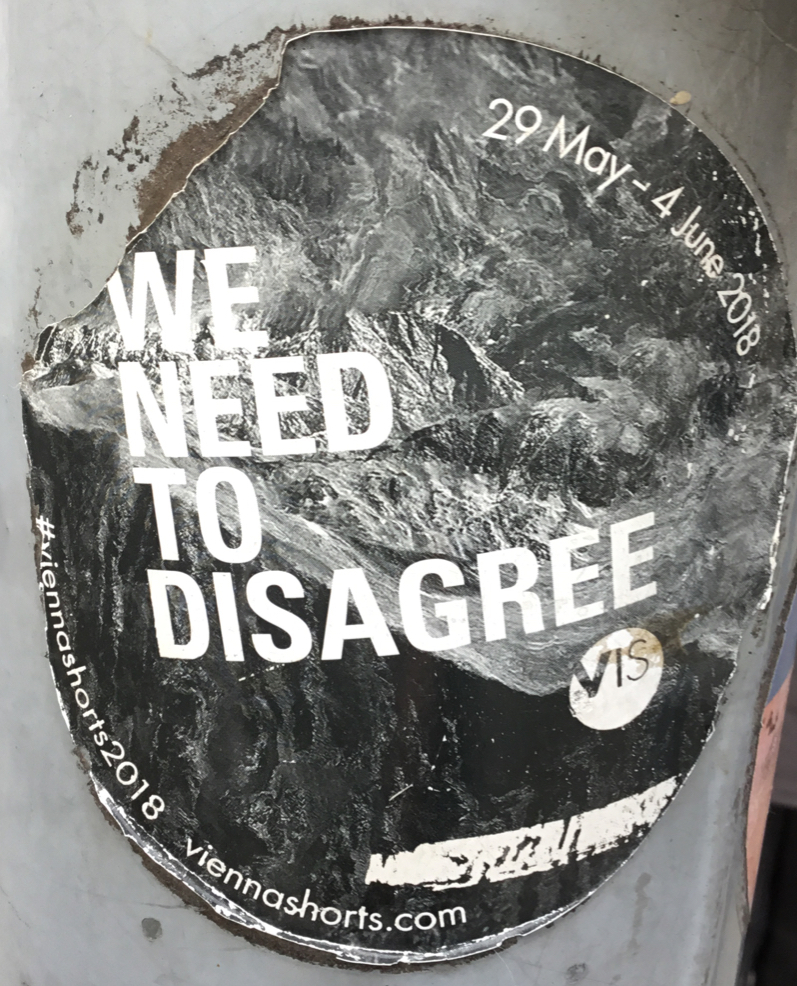 29 May - 4 June 2018
WE
NEED
TO
DISAGREE
VIS
#viennashorts2018
viennashorts.com